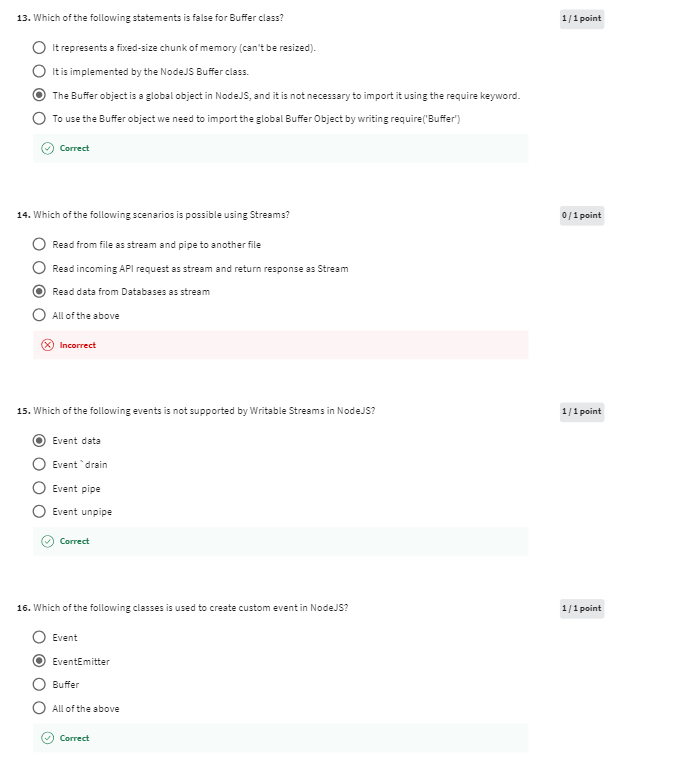 13. Which of the following statements is false for Buffer class?
1 / 1 point
It represents a fixed-size chunk of memory (can't be resized).
It is implemented by the NodeJS Buffer class.
The Buffer object is a global object in NodeJS, and it is not necessary to import it using the require keyword.
To use the Buffer object we need to import the global Buffer Object by writing require('Buffer')
Correct
14. Which of the following scenarios is possible using Streams?
0 / 1 point
Read from file as stream and pipe to another file
Read incoming API request as stream and return response as Stream
Read data from Databases as stream
All of the above
Incorrect
15. Which of the following events is not supported by Writable Streams in NodeJS?
1 / 1 point
Event data
Event `drain
Event pipe
Event unpipe
Correct
16. Which of the following classes is used to create custom event in NodeJS?
1 / 1 point
Event
EventEmitter
Buffer
All of the above
Correct